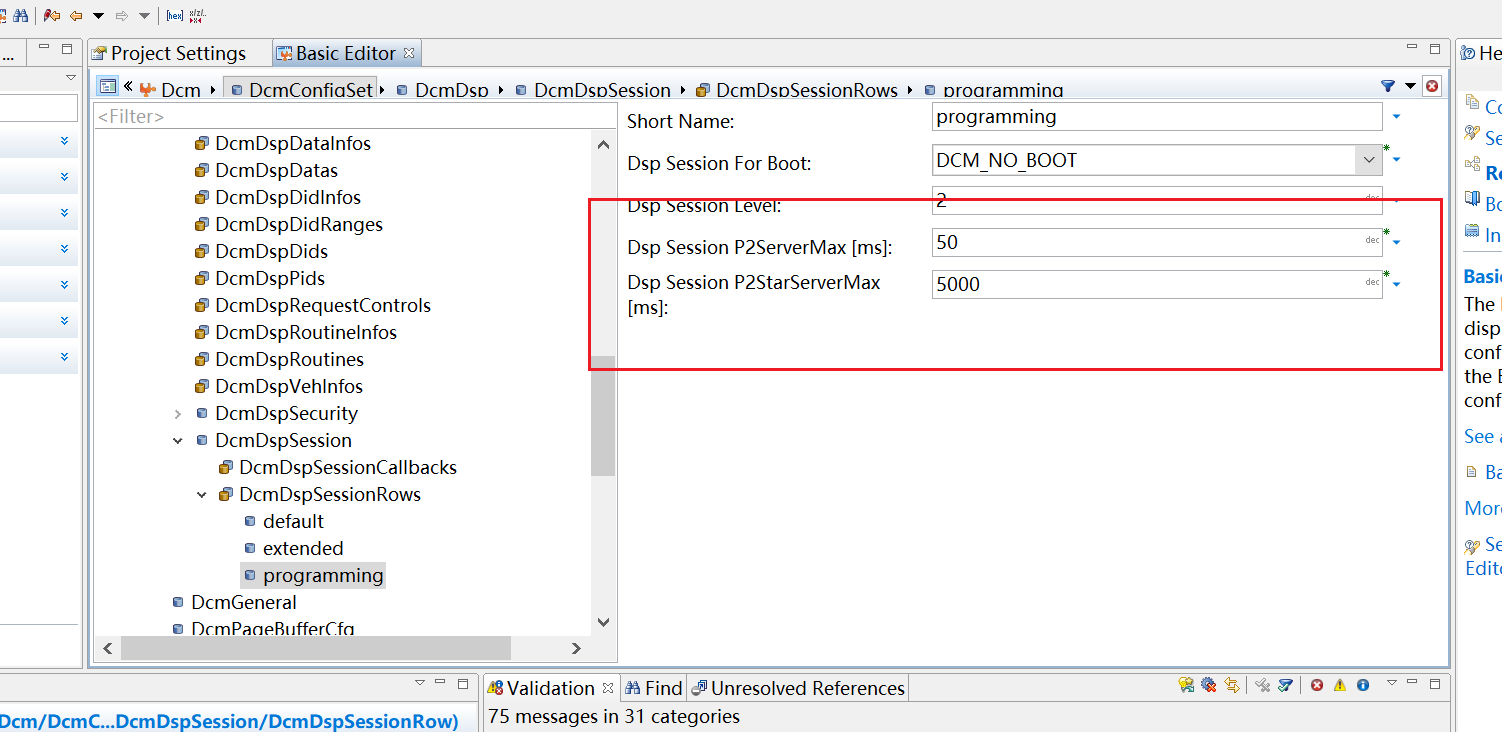 [hex]
...
Project Settings
Basic Editor
He
« Dcm DcmConfigSet DcmDsp DcmDspSession DcmDspSessionRows programming
<Filter>
DcmDspDataInfos
DcmDspDatas
DcmDspDidInfos
DcmDspDidRanges
DcmDspDids
DcmDspPids
DcmDspRequestControls
DcmDspRoutineInfos
DcmDspRoutines
DcmDspVehInfos
DcmDspSecurity
DcmDspSession
DcmDspSessionCallbacks
DcmDspSessionRows
default
extended
programming
DcmGeneral
DcmPageBufferCfg
Short Name: programming
Dsp Session For Boot: DCM_NO_BOOT
Dsp Session Level: 2 dec
Dsp Session P2ServerMax [ms]: 50 dec
Dsp Session P2StarServerMax
[ms]: 5000 dec
Co
Se
Re
Bo
In
Basi
The
disp
conf
the E
conf
See a
Ba
More
Se
Edito
Validation
Find
Unresolved References
75 messages in 31 categories
Dcm/DcmC...DcmDspSession/DcmDspSessionRow)